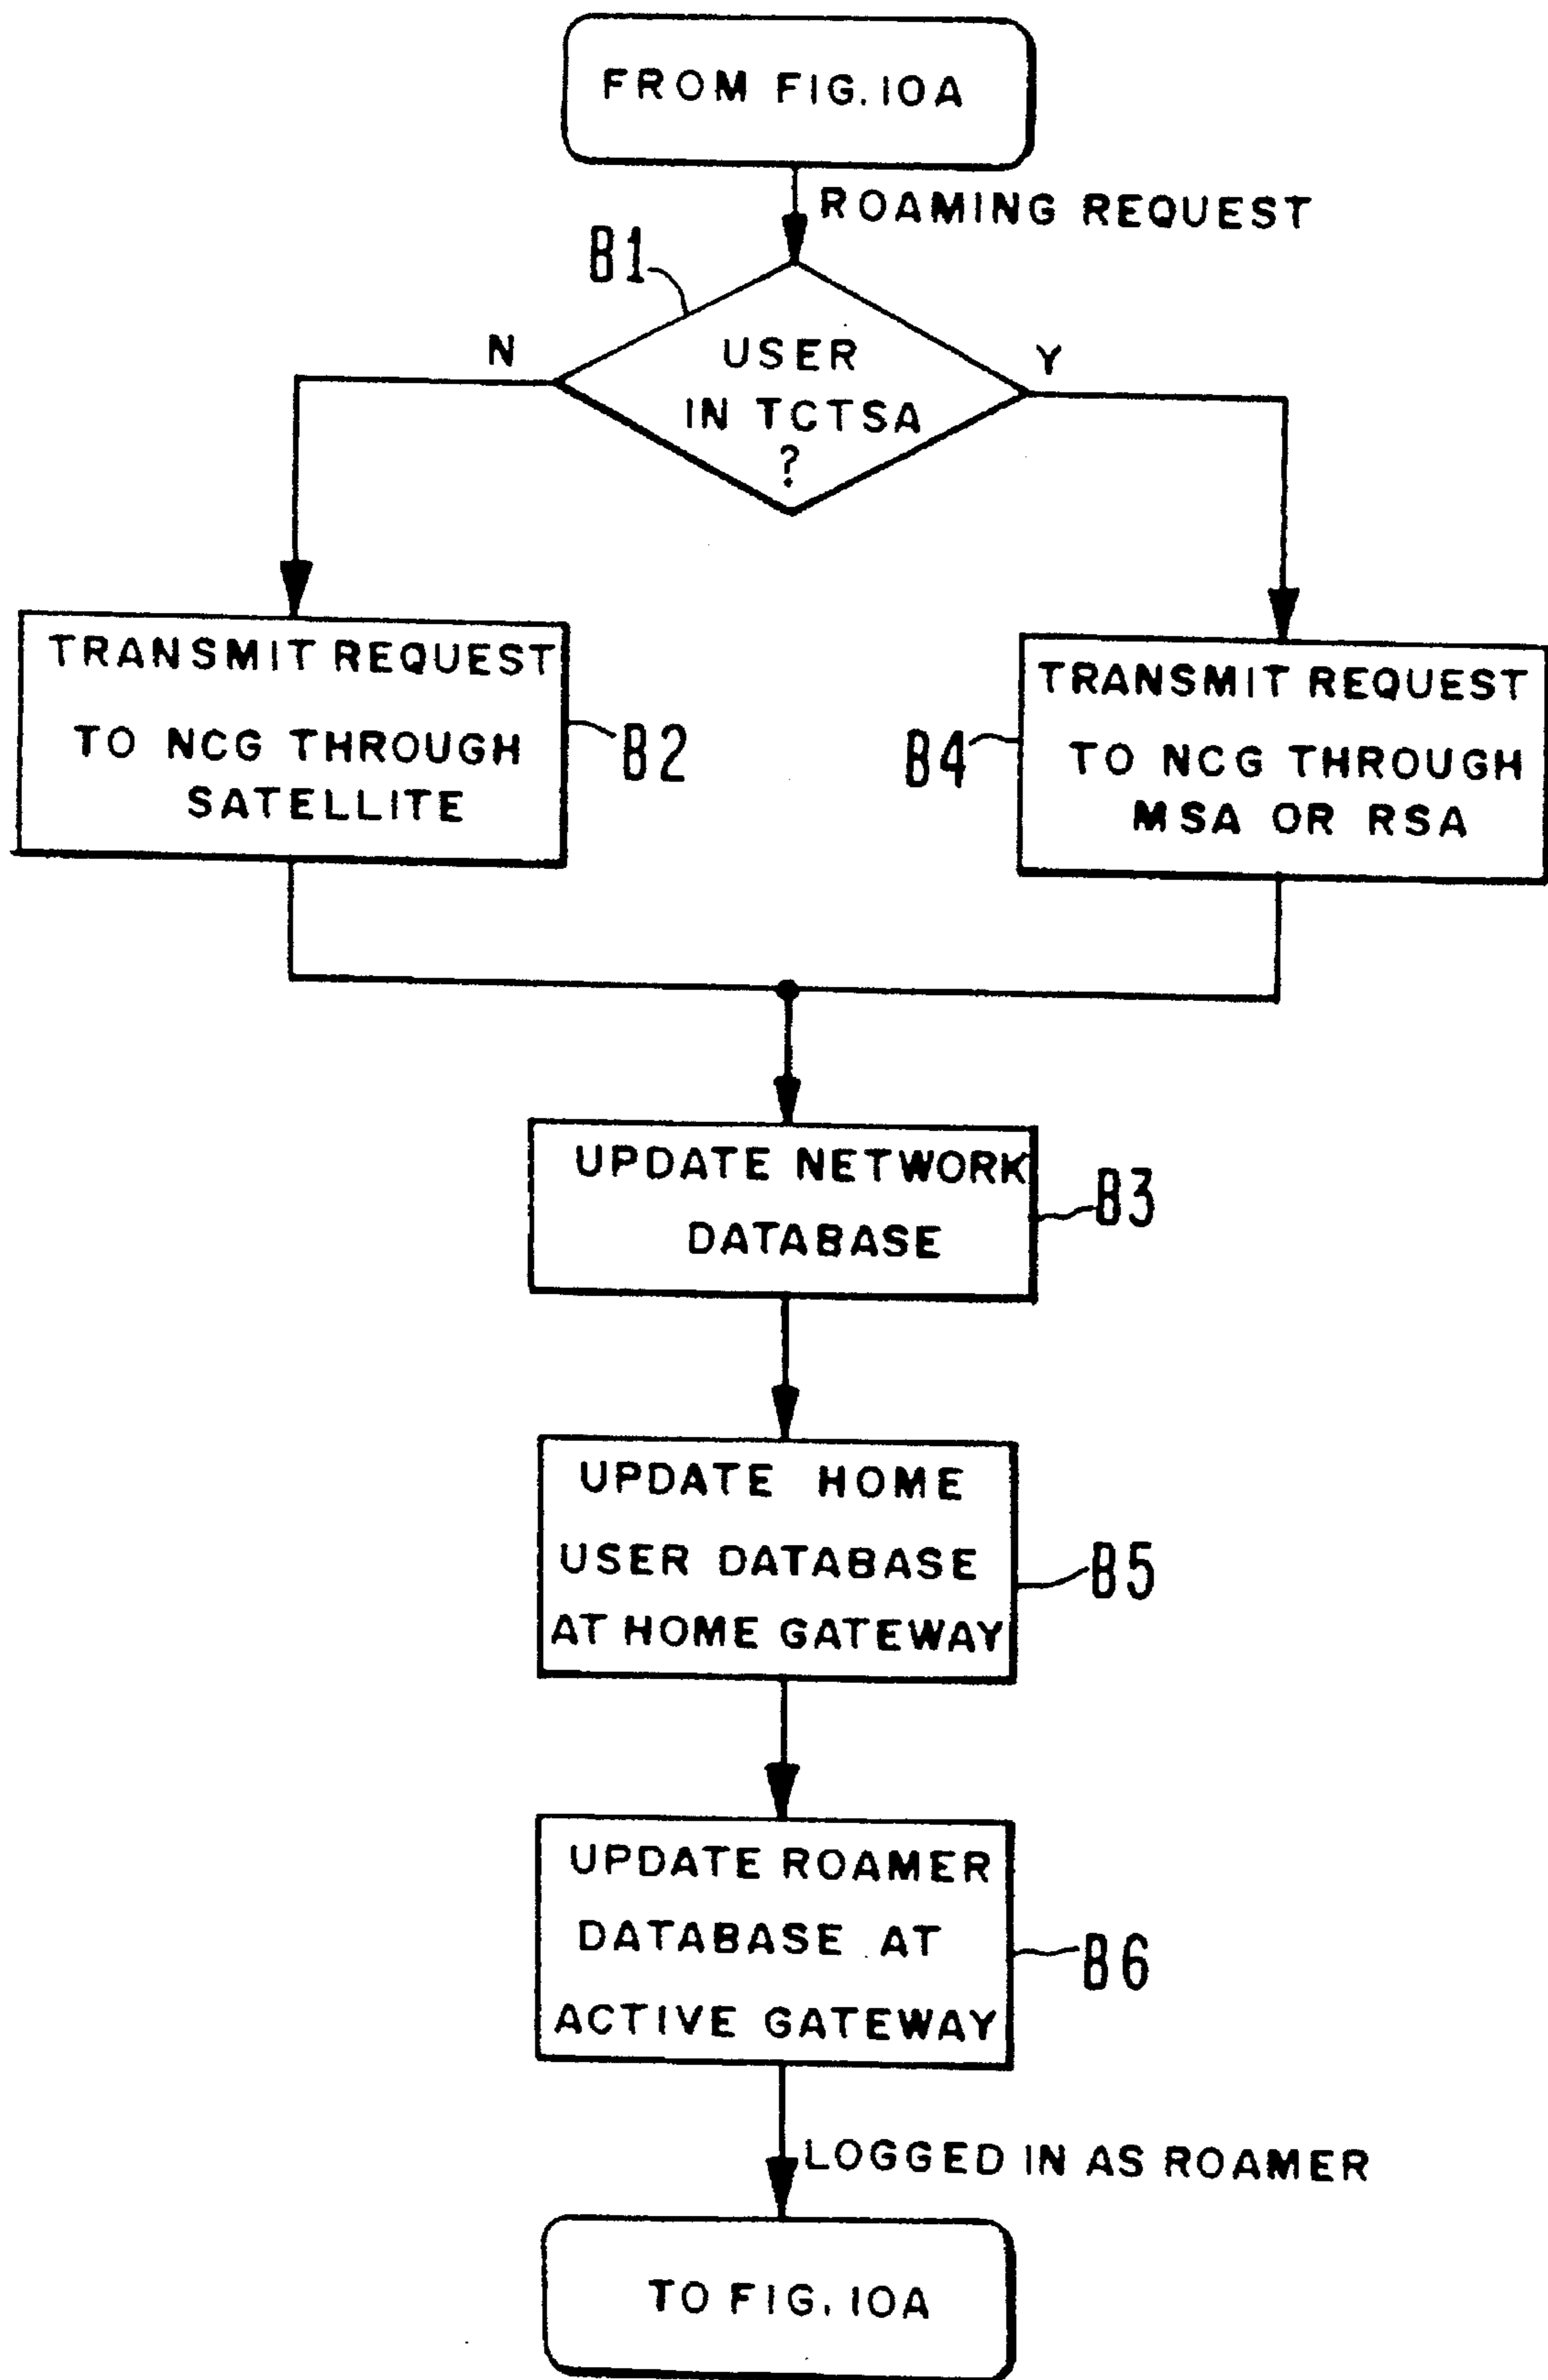 FROM FIG. 10A
ROAMING REQUEST
B1
N
Y
USER
IN TCTSA
?
TRANSMIT REQUEST
TO NCG THROUGH
SATELLITE
B2
TRANSMIT REQUEST
TO NCG THROUGH
MSA OR RSA
B4
UPDATE NETWORK
DATABASE
B3
UPDATE HOME
USER DATABASE
AT HOME GATEWAY
B5
UPDATE ROAMER
DATABASE AT
ACTIVE GATEWAY
B6
LOGGED IN AS ROAMER
TO FIG. 10A